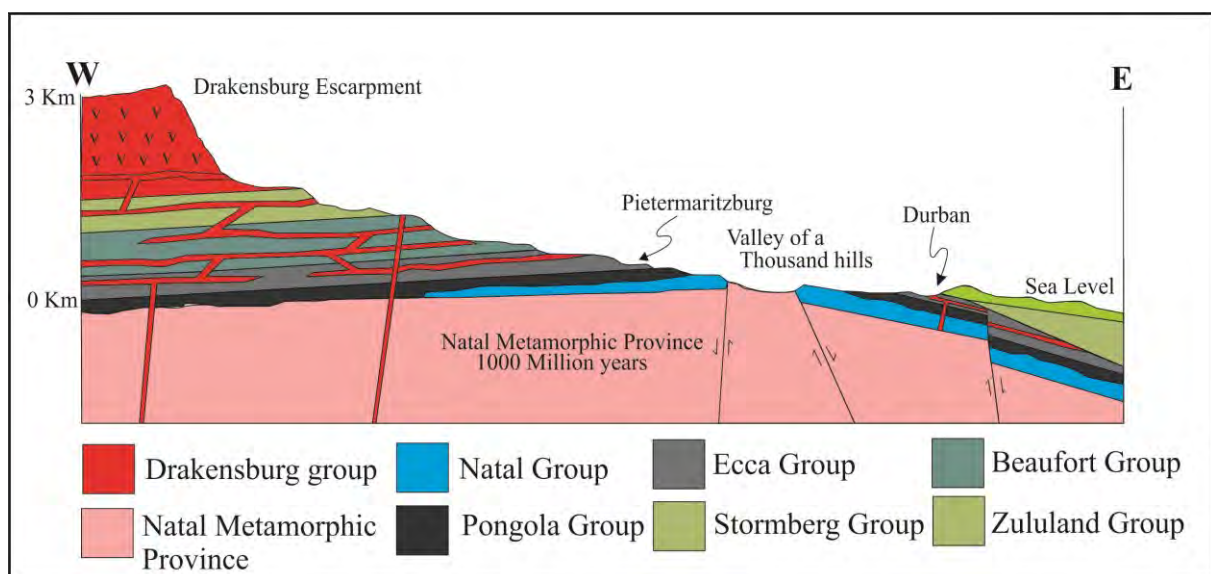 W
Drakensburg Escarpment
E
3 Km
Pietermaritzburg
Durban
Valley of a
Thousand hills
Sea Level
0 Km
Natal Metamorphic Province
1000 Million years
V V V V
V V V V
V V V V V
Drakensburg group
Natal Group
Ecca Group
Beaufort Group
Natal Metamorphic
Province
Pongola Group
Stormberg Group
Zululand Group